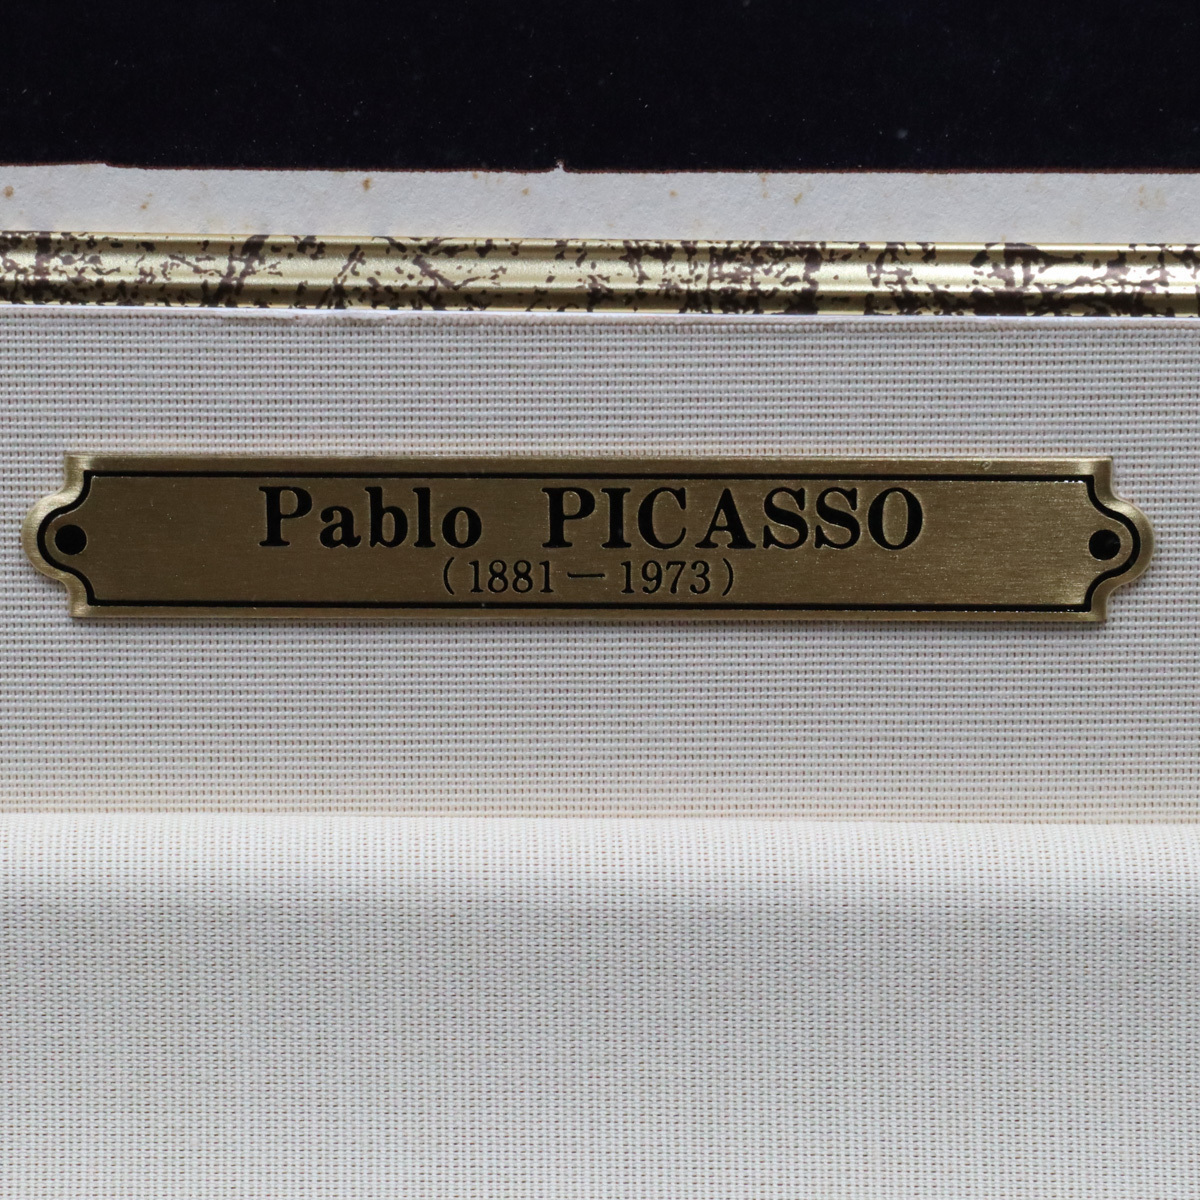 Pablo PICASSO
(1881—1973)